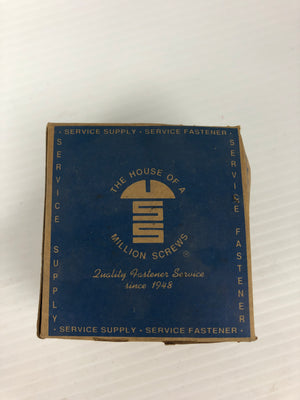 · SERVICE SUPPLY · SERVICE FASTENER ·
SERVICE SUPPLY
SERVICE FASTENER
THE HOUSE OF A
MILLION SCREWS
®
Quality Fastener Service
since 1948
· SERVICE SUPPLY · SERVICE FASTENER ·